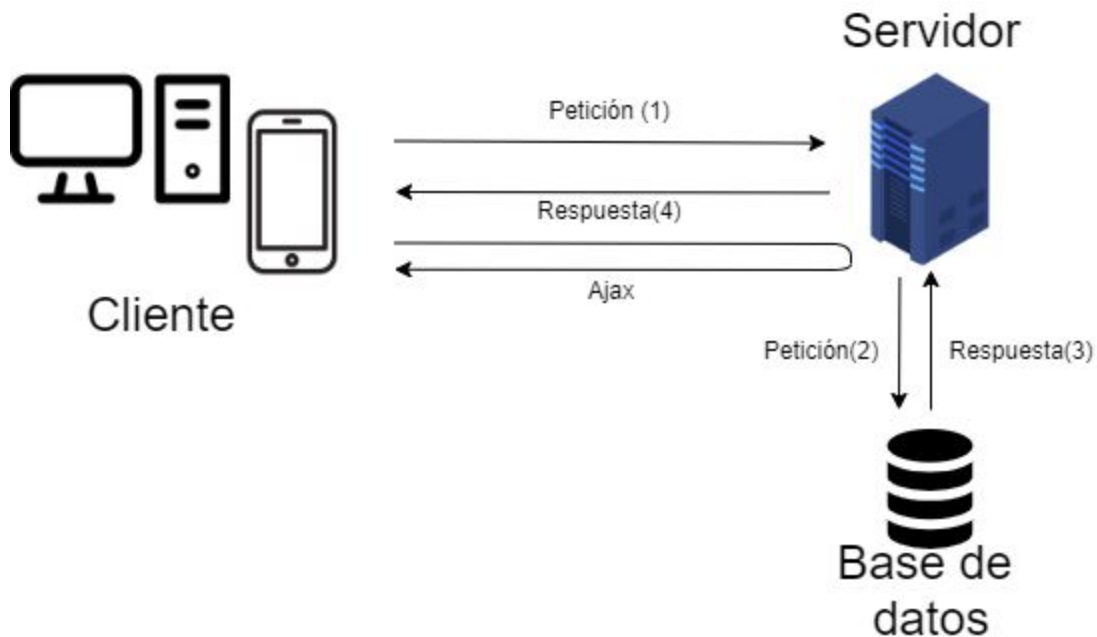 Servidor
Petición (1)
Respuesta(4)
Ajax
Cliente
Petición(2)
Respuesta(3)
Base de
datos